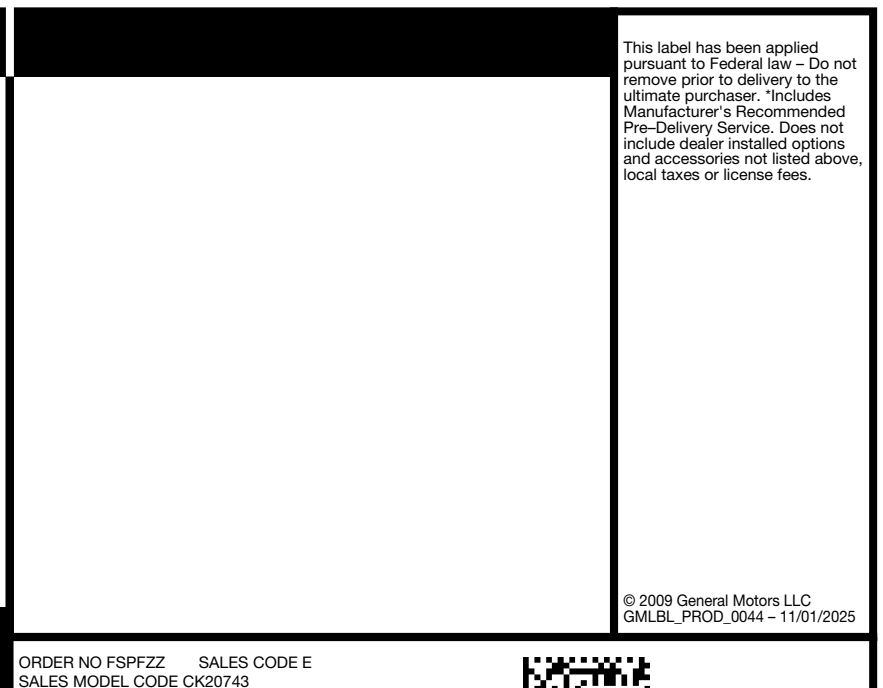 This label has been applied
pursuant to Federal law – Do not
remove prior to delivery to the
ultimate purchaser. *Includes
Manufacturer's Recommended
Pre–Delivery Service. Does not
include dealer installed options
and accessories not listed above,
local taxes or license fees.
© 2009 General Motors LLC
GMLBL_PROD_0044 – 11/01/2025
ORDER NO FSPFZZ SALES CODE E
SALES MODEL CODE CK20743